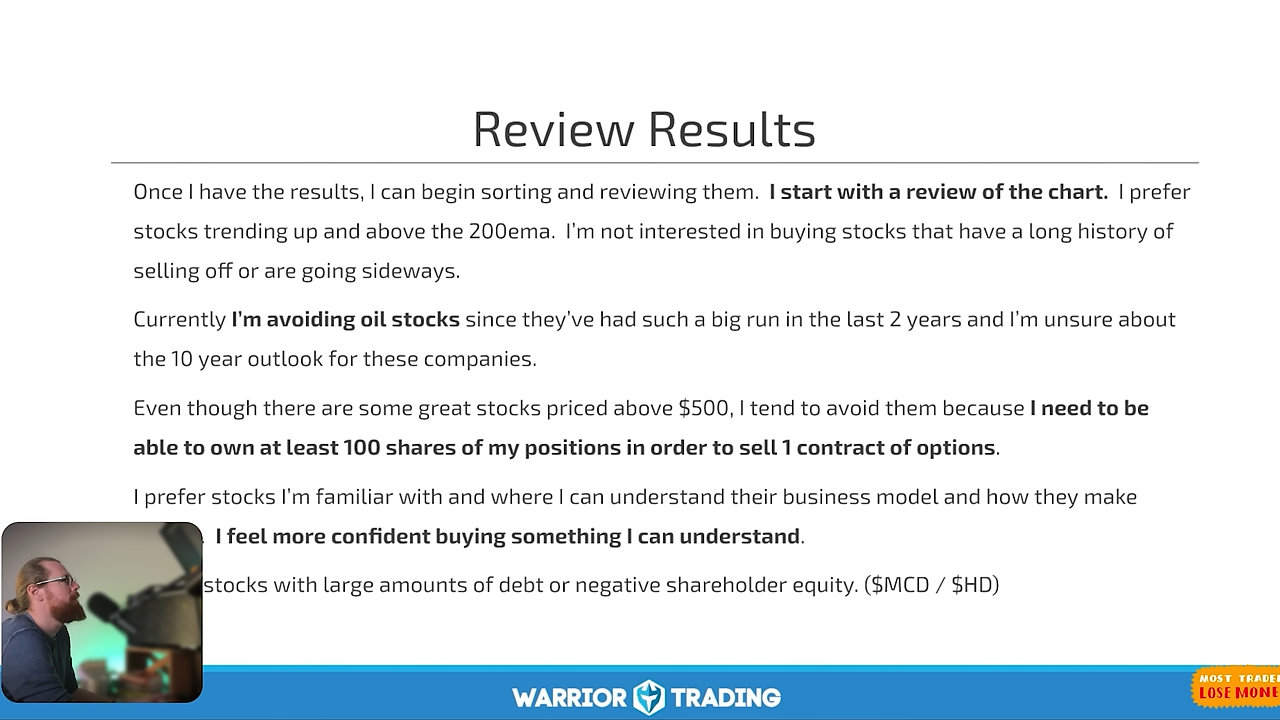 Review Results
Once I have the results, I can begin sorting and reviewing them.  I start with a review of the chart.  I prefer
stocks trending up and above the 200ema.  I'm not interested in buying stocks that have a long history of
selling off or are going sideways.
Currently I'm avoiding oil stocks since they've had such a big run in the last 2 years and I'm unsure about
the 10 year outlook for these companies.
Even though there are some great stocks priced above $500, I tend to avoid them because I need to be
able to own at least 100 shares of my positions in order to sell 1 contract of options.
I prefer stocks I'm familiar with and where I can understand their business model and how they make
. I feel more confident buying something I can understand.
stocks with large amounts of debt or negative shareholder equity. ($MCD / $HD)
WARRIOR TRADING
MOST
LOSE